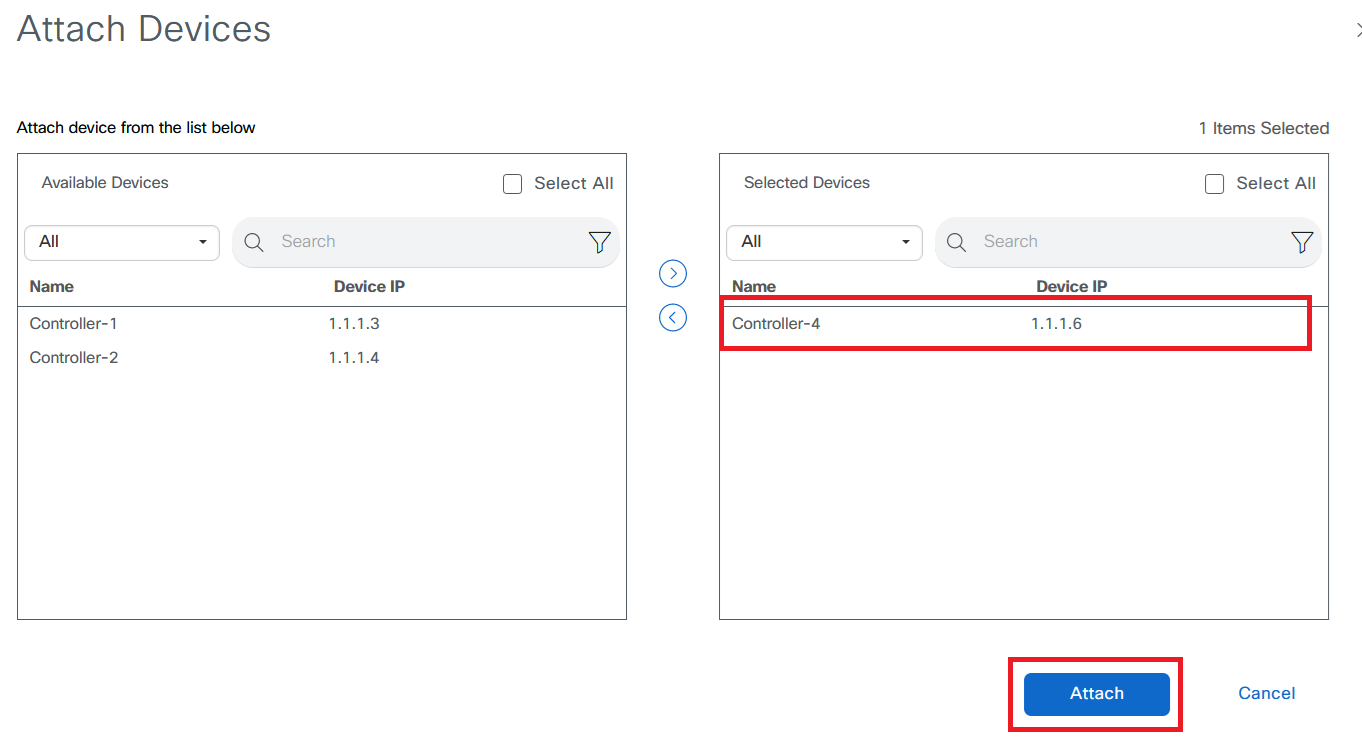 Attach Devices
Attach device from the list below
1 Items Selected
Available Devices
Select All
All
Search
Name Device IP
Controller-1 1.1.1.3
Controller-2 1.1.1.4
Selected Devices
Select All
All
Search
Name Device IP
Controller-4 1.1.1.6
Attach
Cancel